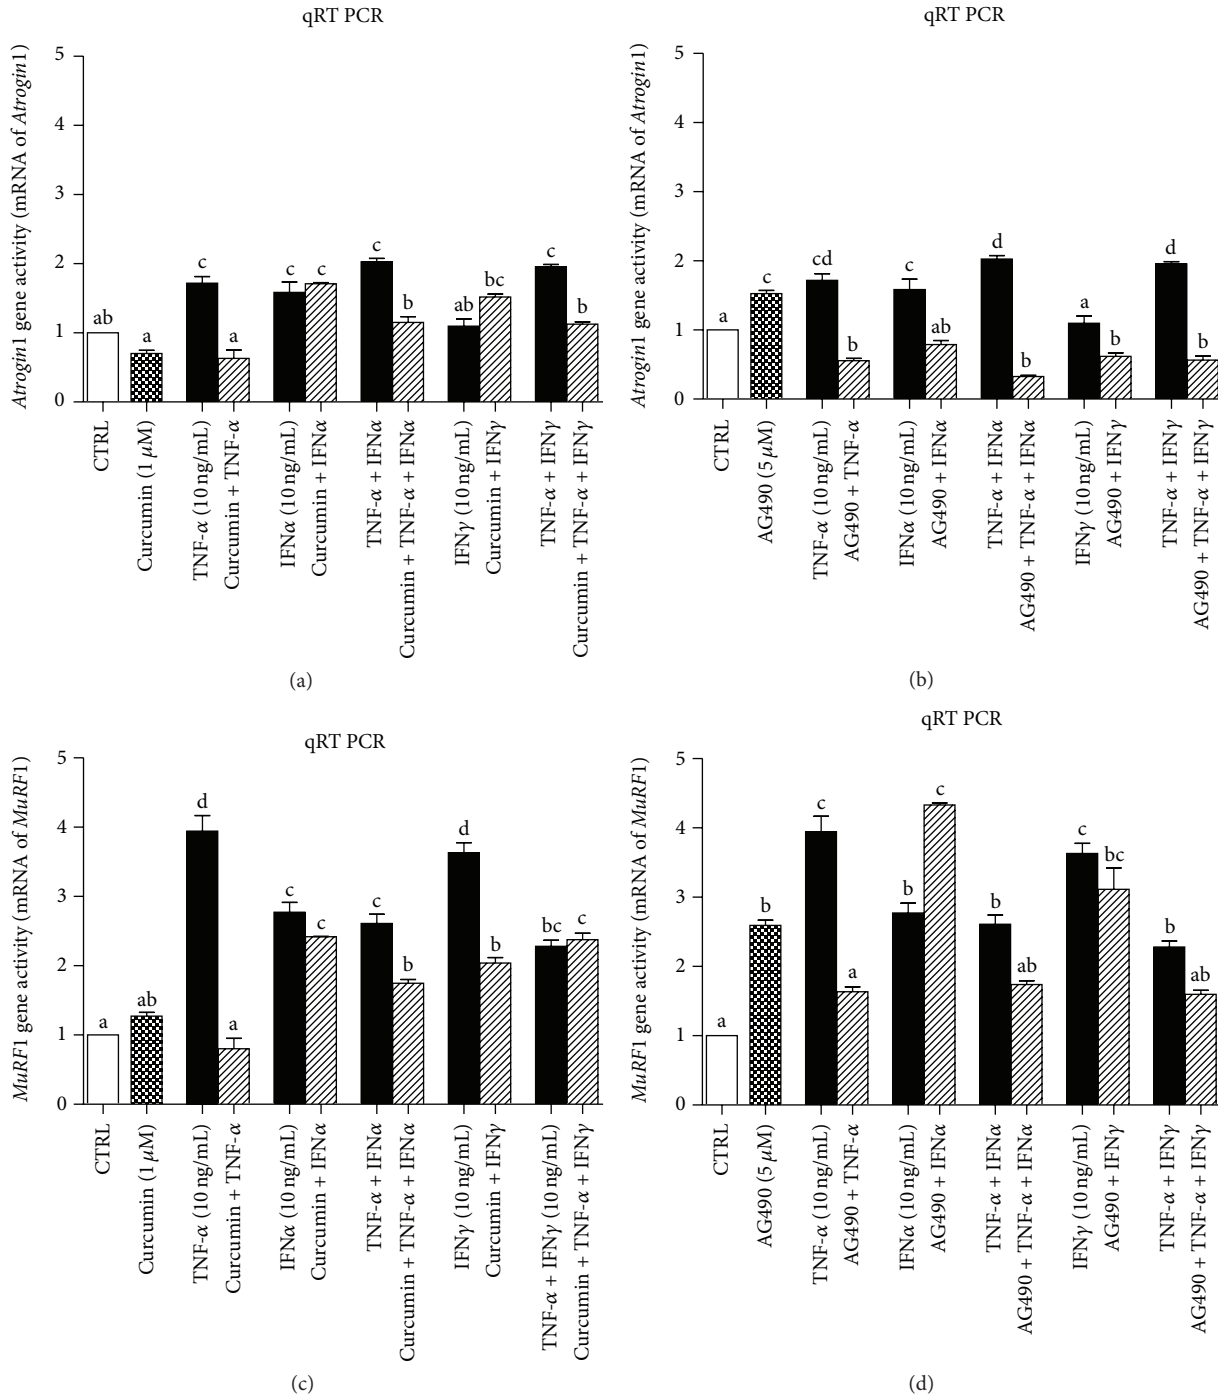 qRT PCR
Atrogin1 gene activity (mRNA of Atrogin1)
5
4
3
2
1
0
ab
a
c
a
c
c
c
b
ab
bc
c
b
CTRL
Curcumin (1 μM)
TNF-α (10 ng/mL)
Curcumin + TNF-α
IFNα (10 ng/mL)
Curcumin + IFNα
TNF-α + IFNα
Curcumin + TNF-α + IFNα
IFNγ (10 ng/mL)
Curcumin + IFNγ
TNF-α + IFNγ
Curcumin + TNF-α + IFNγ
(a)
qRT PCR
Atrogin1 gene activity (mRNA of Atrogin1)
5
4
3
2
1
0
a
c
cd
b
c
ab
d
b
a
b
d
b
CTRL
AG490 (5 μM)
TNF-α (10 ng/mL)
AG490 + TNF-α
IFNα (10 ng/mL)
AG490 + IFNα
TNF-α + IFNα
AG490 + TNF-α + IFNα
IFNγ (10 ng/mL)
AG490 + IFNγ
TNF-α + IFNγ
AG490 + TNF-α + IFNγ
(b)
qRT PCR
MuRF1 gene activity (mRNA of MuRF1)
5
4
3
2
1
0
a
ab
d
a
c
c
c
b
d
b
bc
c
CTRL
Curcumin (1 μM)
TNF-α (10 ng/mL)
Curcumin + TNF-α
IFNα (10 ng/mL)
Curcumin + IFNα
TNF-α + IFNα
Curcumin + TNF-α + IFNα
IFNγ (10 ng/mL)
Curcumin + IFNγ
TNF-α + IFNγ (10 ng/mL)
Curcumin + TNF-α + IFNγ
(c)
qRT PCR
MuRF1 gene activity (mRNA of MuRF1)
5
4
3
2
1
0
a
b
c
a
b
c
b
ab
c
bc
b
ab
CTRL
AG490 (5 μM)
TNF-α (10 ng/mL)
AG490 + TNF-α
IFNα (10 ng/mL)
AG490 + IFNα
TNF-α + IFNα
AG490 + TNF-α + IFNα
IFNγ (10 ng/mL)
AG490 + IFNγ
TNF-α + IFNγ
AG490 + TNF-α + IFNγ
(d)